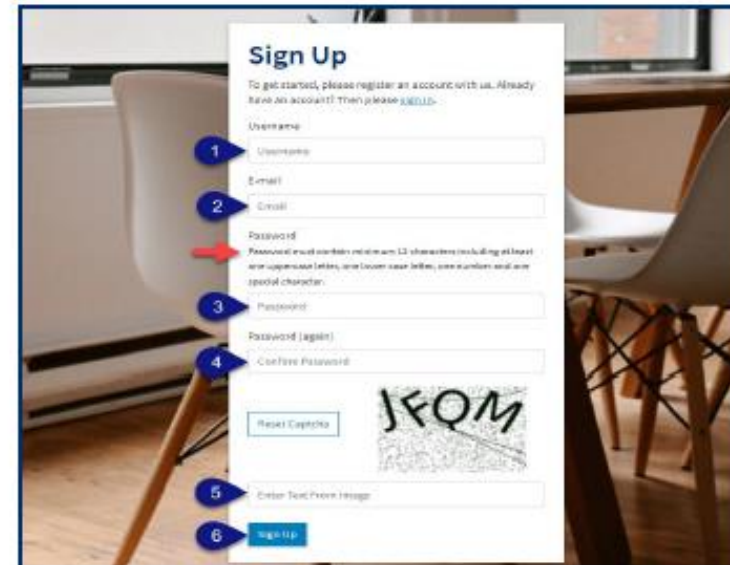 Sign Up
To get started, please register an account with us. Already
have an account? Then please sign in.
Username
1
Username
E-mail
2
Email
Password
Password must contain minimum 12 characters including at least
one uppercase letter, one lower case letter, one number and one
special character.
3
Password
Password (again)
4
Confirm Password
Reset Captcha
JFQM
5
Enter Text From Image
6
Sign Up